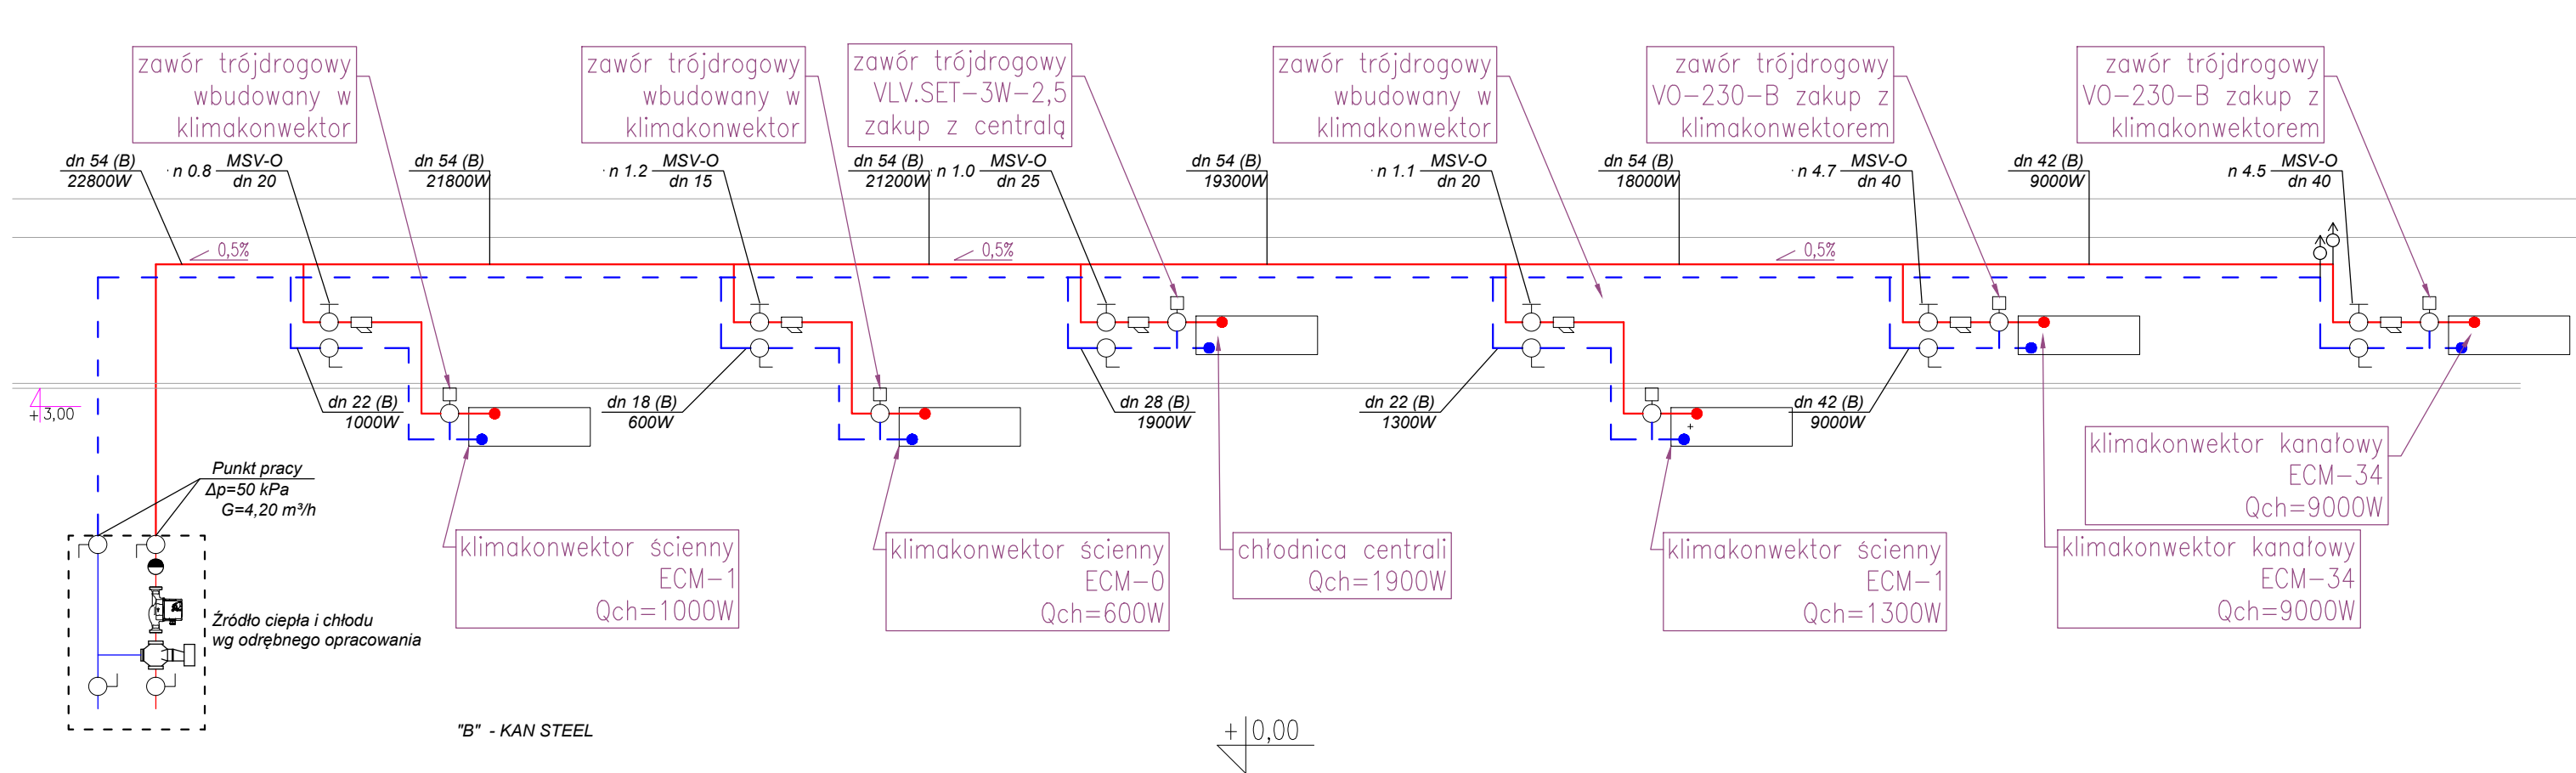 zawór trójdrogowy
wbudowany w
klimakonwektor
zawór trójdrogowy
wbudowany w
klimakonwektor
zawór trójdrogowy
VLV.SET-3W-2,5
zakup z centralą
zawór trójdrogowy
wbudowany w
klimakonwektor
zawór trójdrogowy
VO-230-B zakup z
klimakonwektorem
zawór trójdrogowy
VO-230-B zakup z
klimakonwektorem
dn 54 (B)
22800W
n 0.8
MSV-O
dn 20
dn 54 (B)
21800W
n 1.2
MSV-O
dn 15
dn 54 (B)
21200W
n 1.0
MSV-O
dn 25
dn 54 (B)
19300W
n 1.1
MSV-O
dn 20
dn 54 (B)
18000W
n 4.7
MSV-O
dn 40
dn 42 (B)
9000W
n 4.5
MSV-O
dn 40
0,5%
0,5%
0,5%
+3,00
dn 22 (B)
1000W
dn 18 (B)
600W
dn 28 (B)
1900W
dn 22 (B)
1300W
dn 42 (B)
9000W
Punkt pracy
Δp=50 kPa
G=4,20 m³/h
klimakonwektor ścienny
ECM-1
Qch=1000W
klimakonwektor ścienny
ECM-0
Qch=600W
chłodnica centrali
Qch=1900W
klimakonwektor ścienny
ECM-1
Qch=1300W
klimakonwektor kanałowy
ECM-34
Qch=9000W
klimakonwektor kanałowy
ECM-34
Qch=9000W
Źródło ciepła i chłodu
wg odrębnego opracowania
"B" - KAN STEEL
+0,00